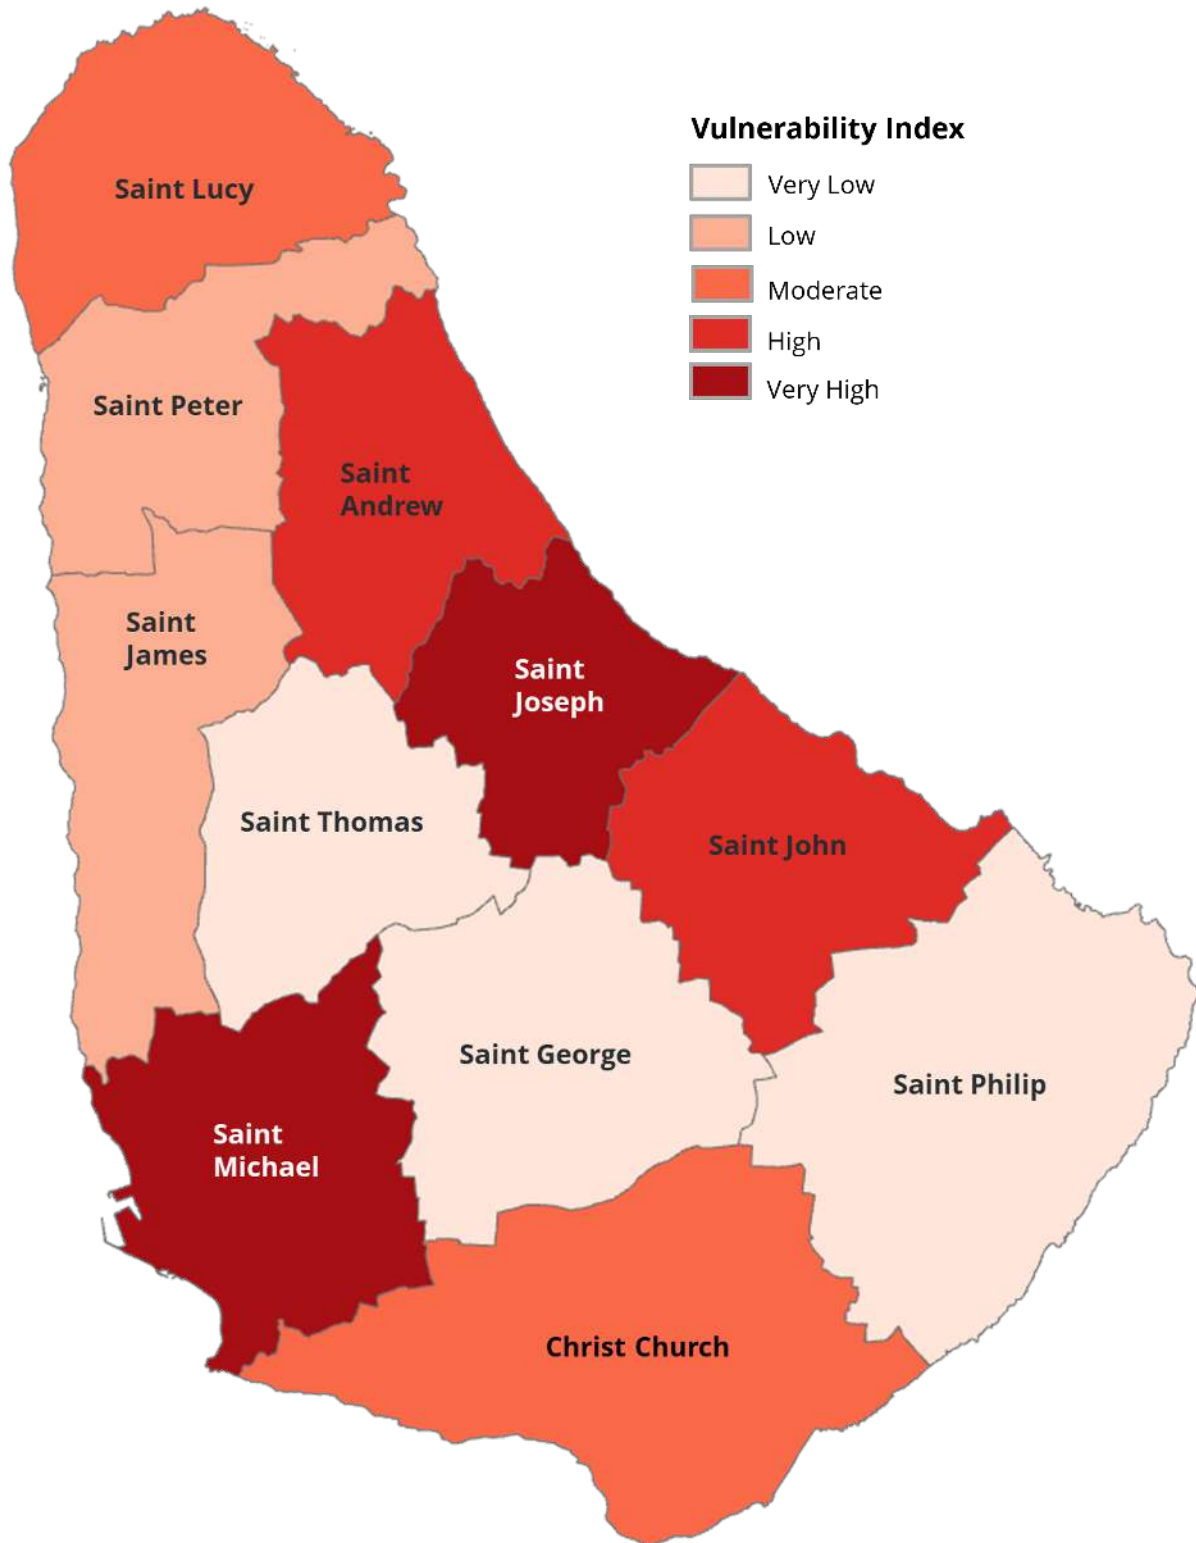 Vulnerability Index
Very Low
Low
Moderate
High
Very High
Saint Lucy
Saint Peter
Saint
Andrew
Saint
James
Saint
Joseph
Saint Thomas
Saint John
Saint George
Saint Philip
Saint
Michael
Christ Church